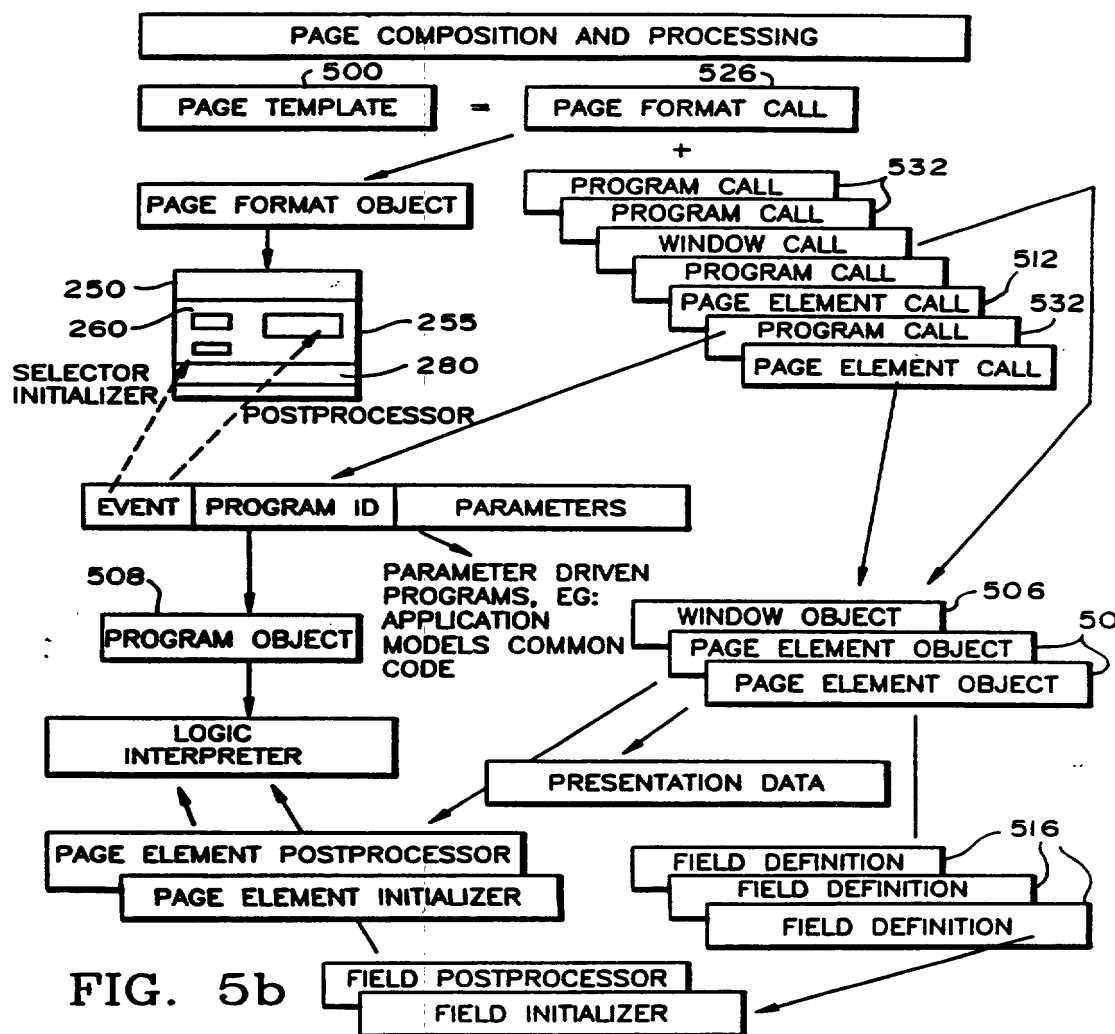 PAGE COMPOSITION AND PROCESSING
500
526
PAGE TEMPLATE = PAGE FORMAT CALL
+
PROGRAM CALL
532
PROGRAM CALL
WINDOW CALL
PROGRAM CALL
512
PAGE ELEMENT CALL
532
PROGRAM CALL
PAGE ELEMENT CALL
PAGE FORMAT OBJECT
250
260
255
280
SELECTOR
INITIALIZER
POSTPROCESSOR
EVENT PROGRAM ID PARAMETERS
508
PROGRAM OBJECT
PARAMETER DRIVEN
PROGRAMS, EG:
APPLICATION
MODELS COMMON
CODE
506
WINDOW OBJECT
50
PAGE ELEMENT OBJECT
PAGE ELEMENT OBJECT
LOGIC
INTERPRETER
PRESENTATION DATA
PAGE ELEMENT POSTPROCESSOR
PAGE ELEMENT INITIALIZER
516
FIELD DEFINITION
FIELD DEFINITION
FIELD DEFINITION
FIELD POSTPROCESSOR
FIELD INITIALIZER
FIG. 5b